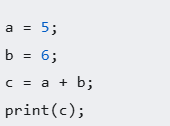 a = 5;
b = 6;
c = a + b;
print(c);